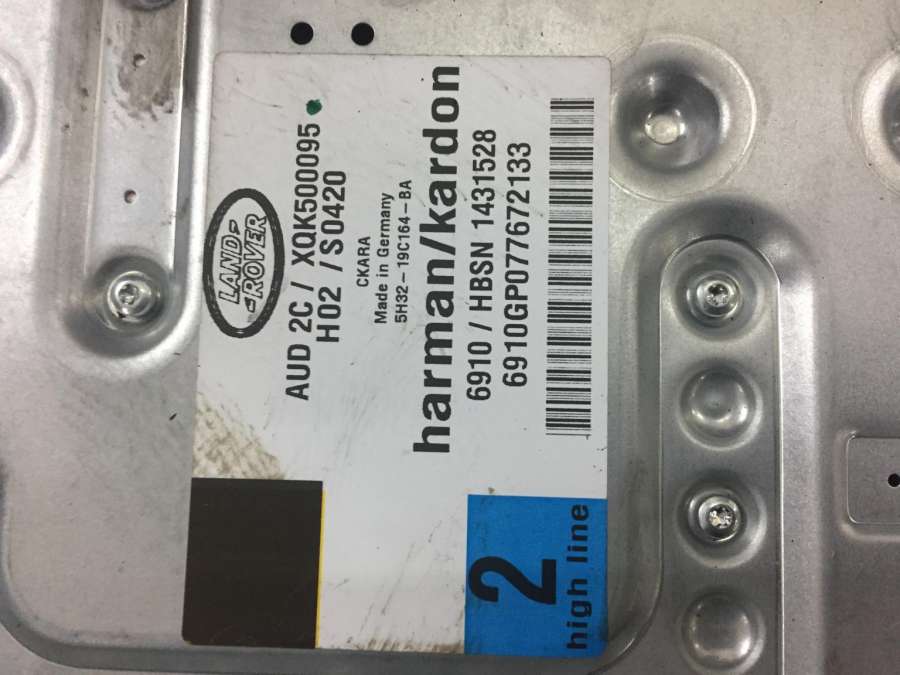 LAND
ROVER
AUD 2C / XQK500095
H02 / S0420
CKARA
Made in Germany
5H32-19C164-BA
harman/kardon
6910 / HBSN 1431528
6910GP077672133
2
high line